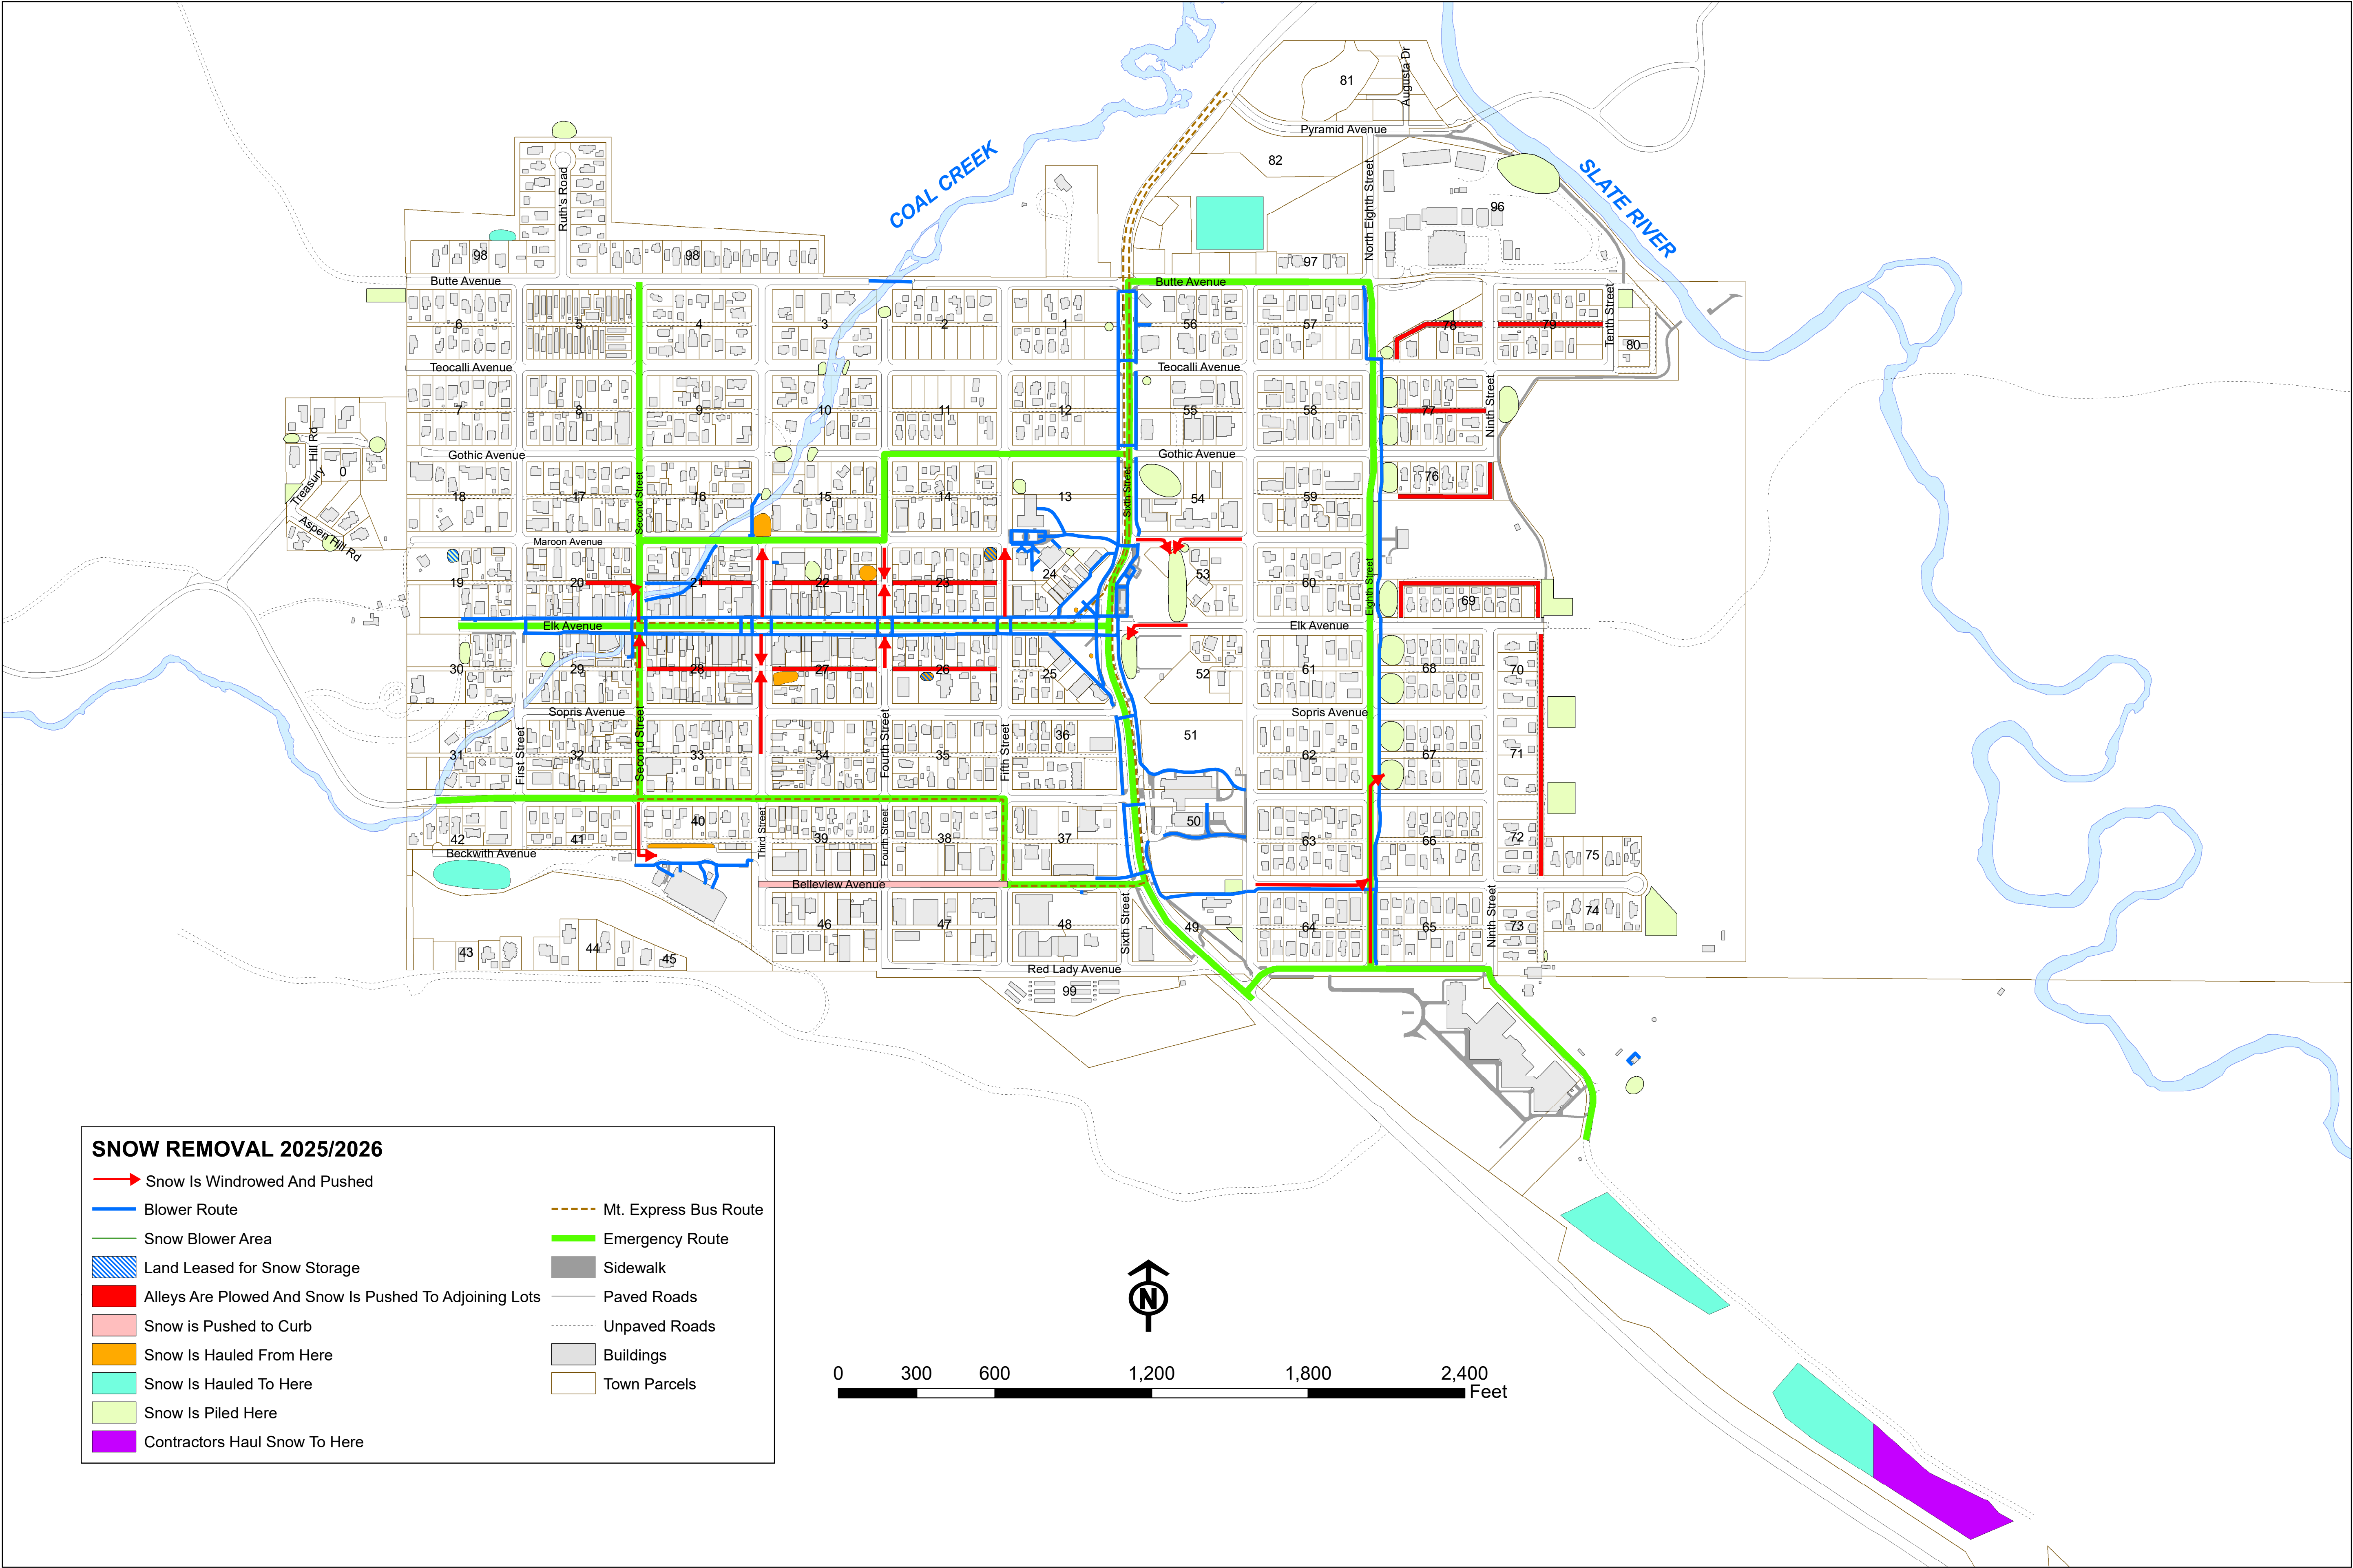 81
Augusta Dr
Pyramid Avenue
82
COAL CREEK
SLATE RIVER
North Eighth Street
96
Ruth's Road
98
98
97
Butte Avenue
Butte Avenue
6
5
4
3
2
1
56
57
78
79
Tenth Street
80
Teocalli Avenue
Teocalli Avenue
7
8
9
10
11
12
55
58
77
Ninth Street
Hill Rd
Treasury
0
Aspen Hill Rd
Gothic Avenue
Gothic Avenue
18
17
Second Street
16
15
14
13
Sixth Street
54
59
76
Maroon Avenue
19
20
21
22
23
24
53
60
Eighth Street
69
Elk Avenue
Elk Avenue
30
29
28
27
26
25
52
61
68
70
Sopris Avenue
Sopris Avenue
31
First Street
32
Second Street
33
34
Fourth Street
35
Fifth Street
36
51
62
67
71
42
41
40
Third Street
39
Fourth Street
38
37
50
63
66
72
75
Beckwith Avenue
Belleview Avenue
46
47
48
Sixth Street
49
64
65
Ninth Street
73
74
43
44
45
Red Lady Avenue
99
SNOW REMOVAL 2025/2026
Snow Is Windrowed And Pushed
Blower Route
Snow Blower Area
Land Leased for Snow Storage
Alleys Are Plowed And Snow Is Pushed To Adjoining Lots
Snow is Pushed to Curb
Snow Is Hauled From Here
Snow Is Hauled To Here
Snow Is Piled Here
Contractors Haul Snow To Here
Mt. Express Bus Route
Emergency Route
Sidewalk
Paved Roads
Unpaved Roads
Buildings
Town Parcels
N
0 300 600 1,200 1,800 2,400
Feet